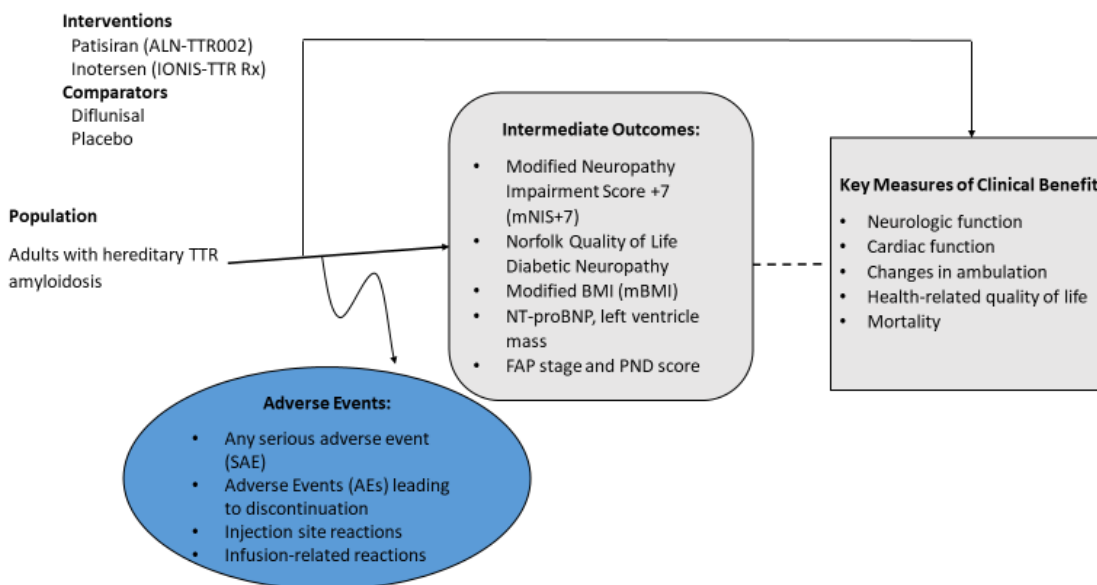 Interventions
Patisiran (ALN-TTR002)
Inotersen (IONIS-TTR Rx)
Comparators
Diflunisal
Placebo
Population
Adults with hereditary TTR
amyloidosis
Intermediate Outcomes:
• Modified Neuropathy
Impairment Score +7
(mNIS+7)
• Norfolk Quality of Life
Diabetic Neuropathy
• Modified BMI (mBMI)
• NT-proBNP, left ventricle
mass
• FAP stage and PND score
Key Measures of Clinical Benefit
• Neurologic function
• Cardiac function
• Changes in ambulation
• Health-related quality of life
• Mortality
Adverse Events:
• Any serious adverse event
(SAE)
• Adverse Events (AEs) leading
to discontinuation
• Injection site reactions
• Infusion-related reactions